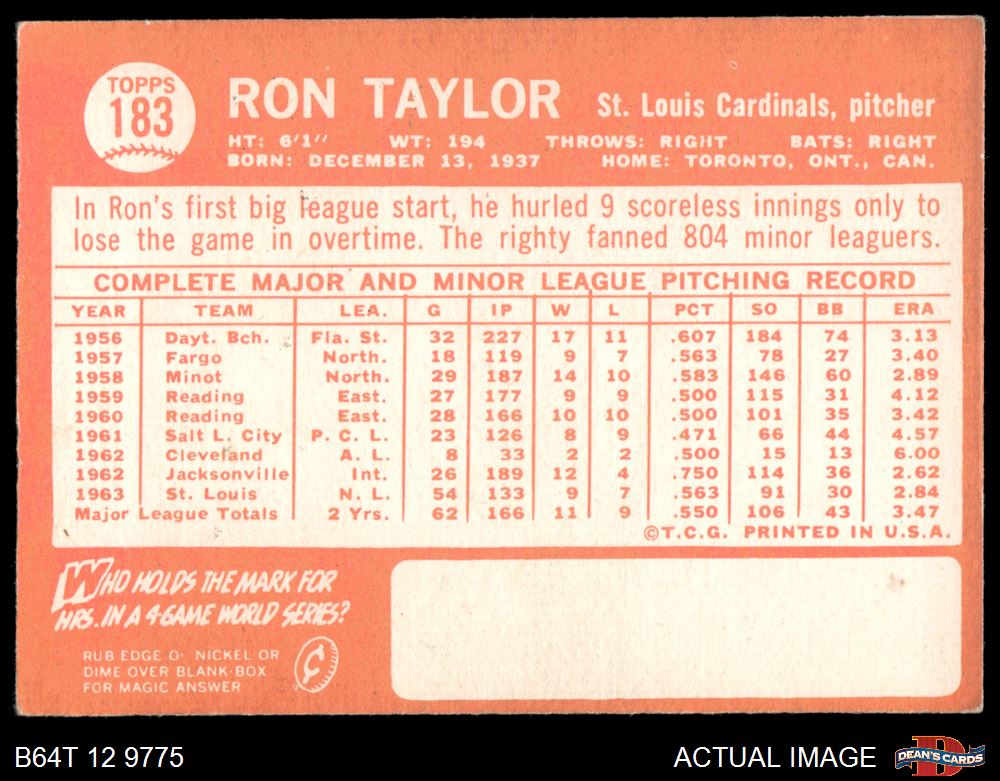 TOPPS
183
RON TAYLOR St. Louis Cardinals, pitcher
HT: 6'1" WT: 194 THROWS: RIGHT BATS: RIGHT
BORN: DECEMBER 13, 1937 HOME: TORONTO, ONT., CAN.
In Ron's first big league start, he hurled 9 scoreless innings only to
lose the game in overtime. The righty fanned 804 minor leaguers.
COMPLETE MAJOR AND MINOR LEAGUE PITCHING RECORD
YEAR TEAM LEA. G IP W L PCT SO BB ERA
1956 Dayt. Bch. Fla. St. 32 227 17 11 .607 184 74 3.13
1957 Fargo North. 18 119 9 7 .563 78 27 3.40
1958 Minot North. 29 187 14 10 .583 146 60 2.89
1959 Reading East. 27 177 9 9 .500 115 31 4.12
1960 Reading East. 28 166 10 10 .500 101 35 3.42
1961 Salt L. City P. C. L. 23 126 8 9 .471 66 44 4.57
1962 Cleveland A. L. 8 33 2 2 .500 15 13 6.00
1962 Jacksonville Int. 26 189 12 4 .750 114 36 2.62
1963 St. Louis N. L. 54 133 9 7 .563 91 30 2.84
Major League Totals 2 Yrs. 62 166 11 9 .550 106 43 3.47
©T.C.G. PRINTED IN U.S.A.
WHO HOLDS THE MARK FOR
HRS. IN A 4-GAME WORLD SERIES?
RUB EDGE O' NICKEL OR
DIME OVER BLANK-BOX
FOR MAGIC ANSWER
¢
B64T 12 9775 ACTUAL IMAGE
DEAN'S CARDS